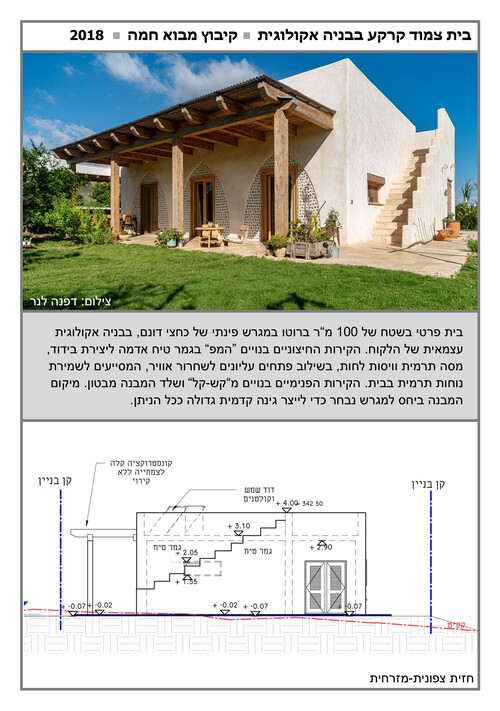 בית צמוד קרקע בבניה אקולוגית ▪ קיבוץ מבוא חמה ▪ 2018
צילום: דפנה לנר
בית פרטי בשטח של 100 מ"ר ברוטו במגרש פינתי של כחצי דונם, בבניה אקולוגית
עצמאית של הלקוח. הקירות החיצוניים בנויים "המפ" בגמר טיח אדמה ליצירת בידוד,
מסה תרמית וויסות לחות, בשילוב פתחים עליונים לשחרור אוויר, המסייעים לשמירת
נוחות תרמית בבית. הקירות הפנימיים בנויים מ"קש-קל" ושלד המבנה מבטון. מיקום
המבנה ביחס למגרש נבחר כדי לייצר גינה קדמית גדולה ככל הניתן.
קונסטרוקציה קלה
לצמחייה ללא
קירוי
קו בניין
דוד שמש
וקולטנים
קו בניין
+ 4.00 = 342.50
+ 3.10
גמר טיח
+ 2.05
גמר טיח
+ 2.90
+ 1.55
+ -0.07
+ -0.02
+ -0.02
+ -0.07
+ -0.07
חזית צפונית-מזרחית